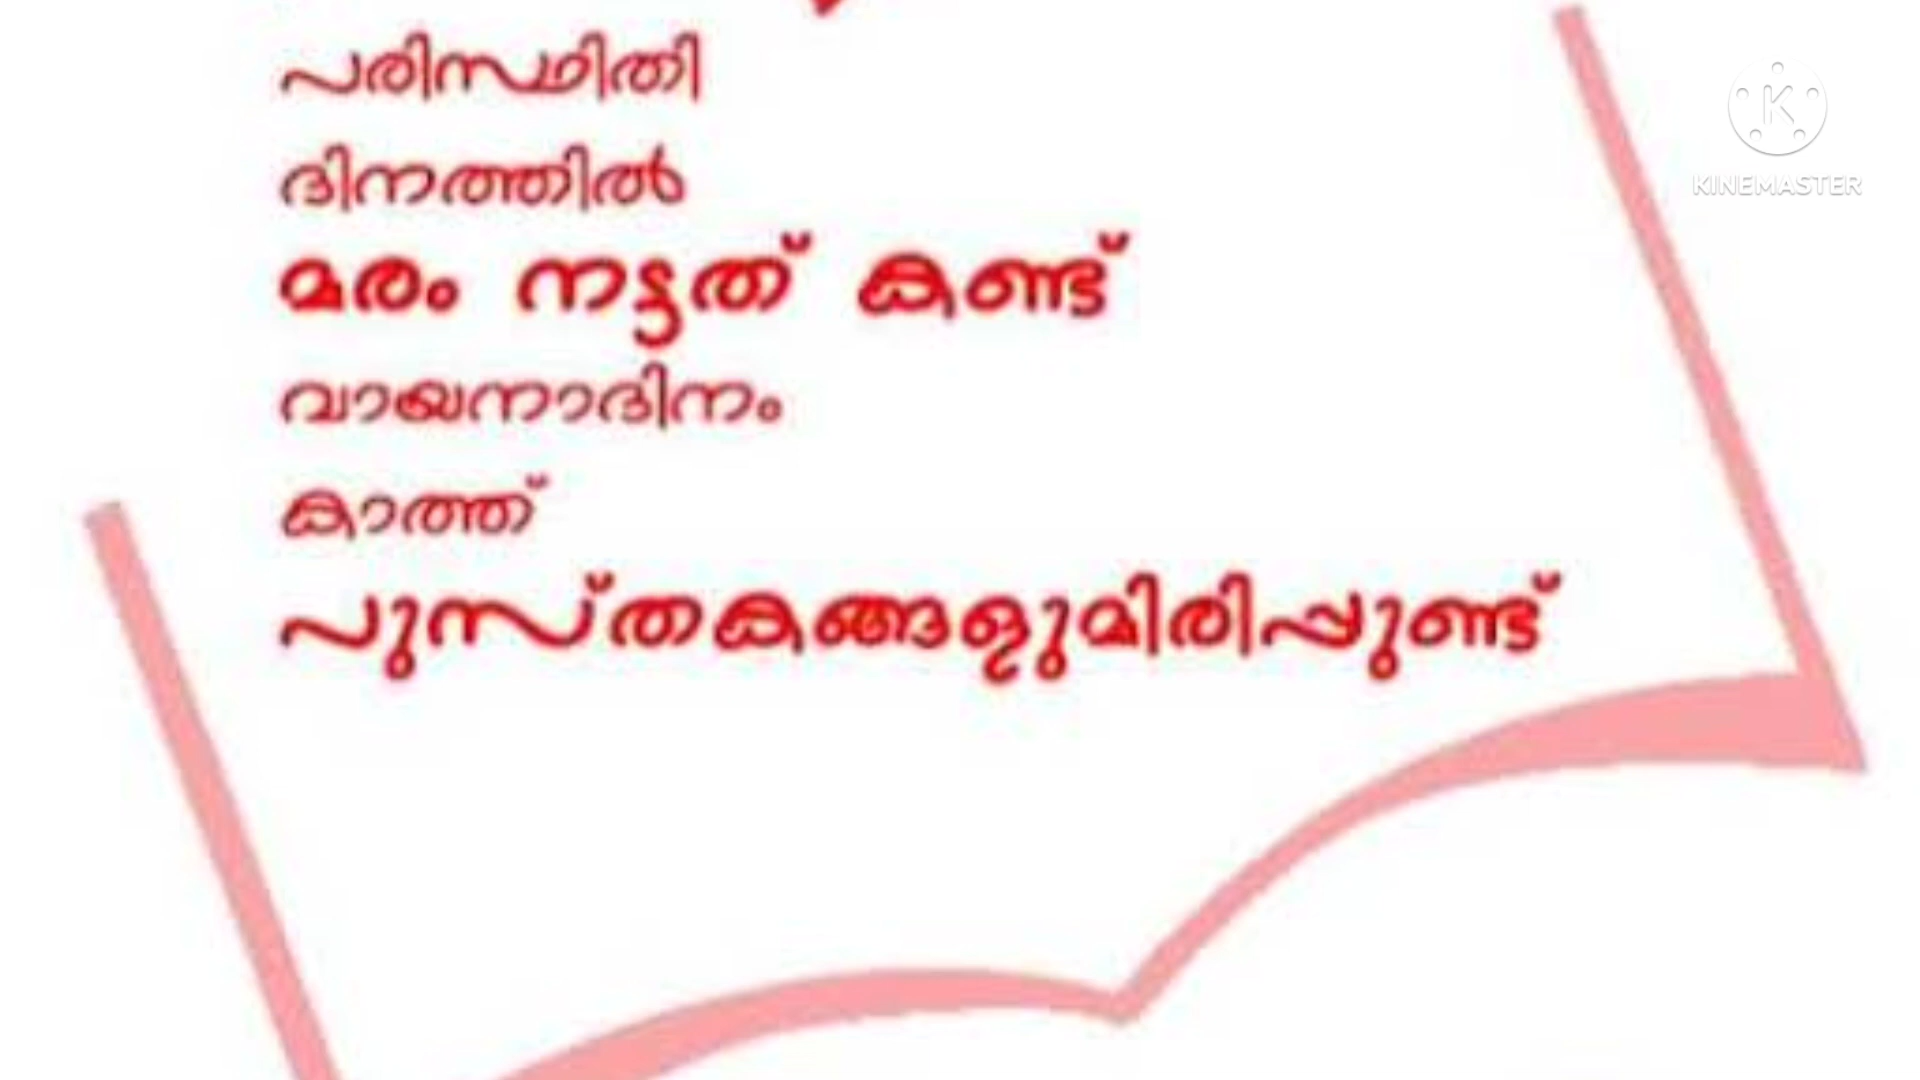 പരിസ്ഥിതി
ദിനത്തിൽ
മരം നട്ടത് കണ്ട്
വായനാദിനം
കാത്ത്
പുസ്തകങ്ങളുമിരിപ്പുണ്ട്
K
KINEMASTER